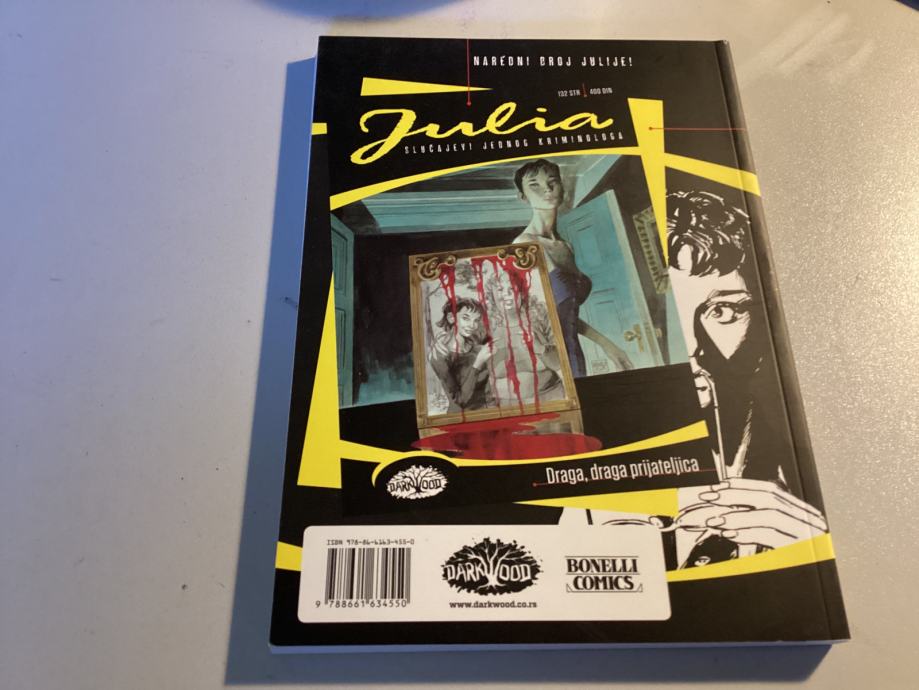 NAREDNI BROJ JULIJE!
132 STR 400 DIN
Julia
SLUČAJEVI JEDNOG KRIMINOLOGA
DARKWOOD
Draga, draga prijateljica
ISBN 978-86-6163-455-0
9 788661 634550
DARKWOOD
www.darkwood.co.rs
BONELLI
COMICS